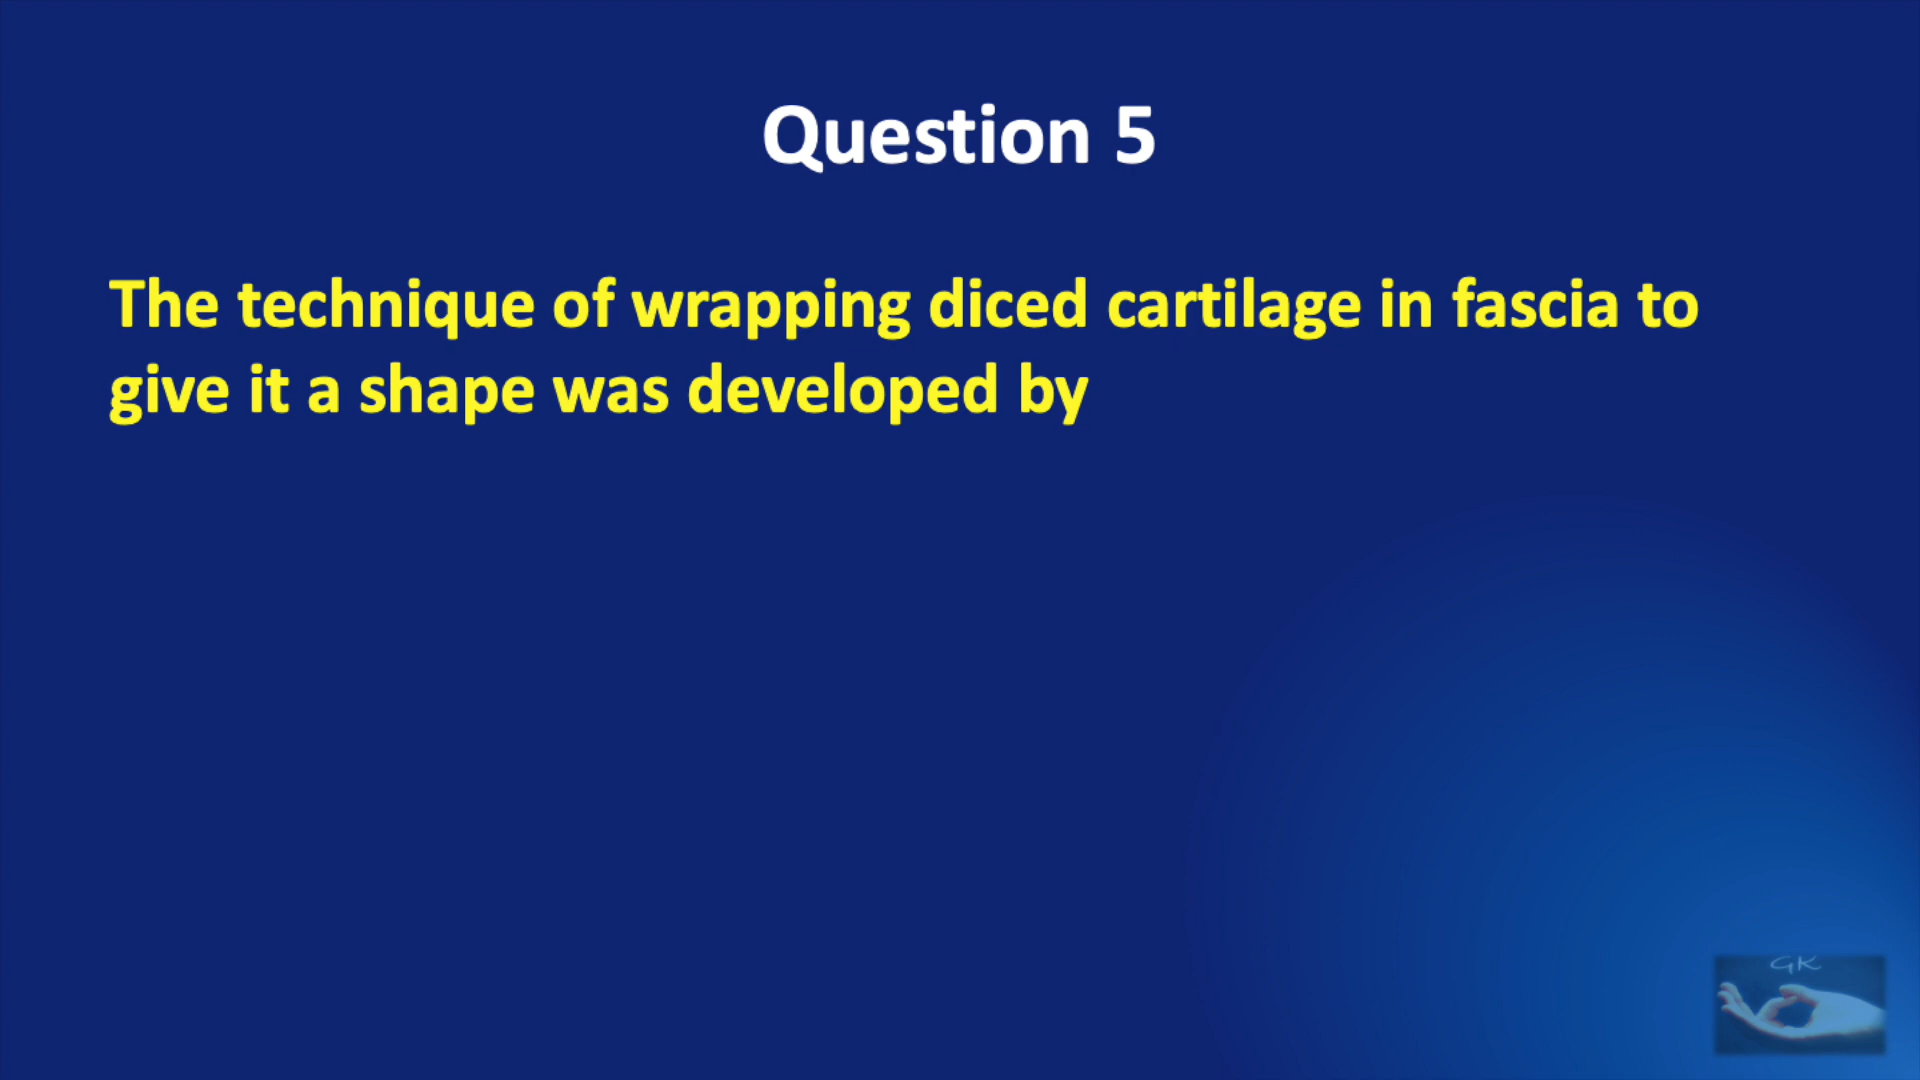 Question 5
The technique of wrapping diced cartilage in fascia to
give it a shape was developed by
GK